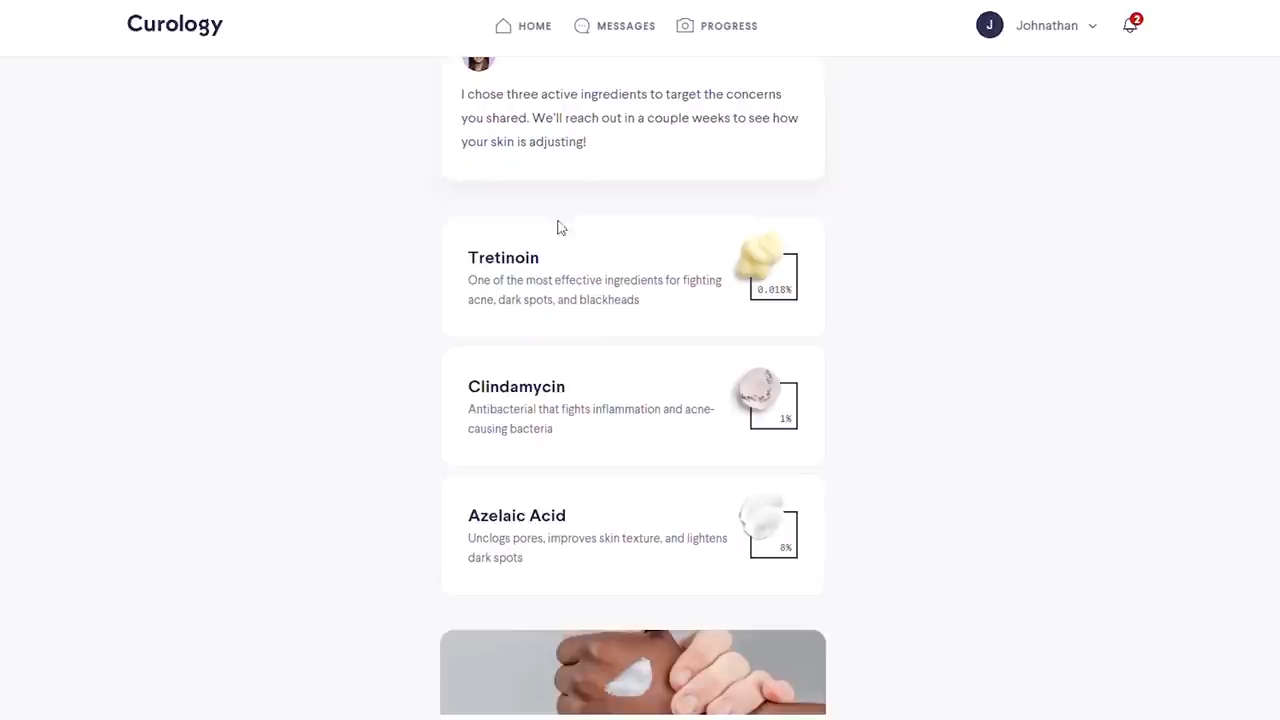 Curology
HOME
MESSAGES
PROGRESS
J
Johnathan
2
I chose three active ingredients to target the concerns
you shared. We'll reach out in a couple weeks to see how
your skin is adjusting!
Tretinoin
One of the most effective ingredients for fighting
acne, dark spots, and blackheads
0.018%
Clindamycin
Antibacterial that fights inflammation and acne-
causing bacteria
1%
Azelaic Acid
Unclogs pores, improves skin texture, and lightens
dark spots
8%